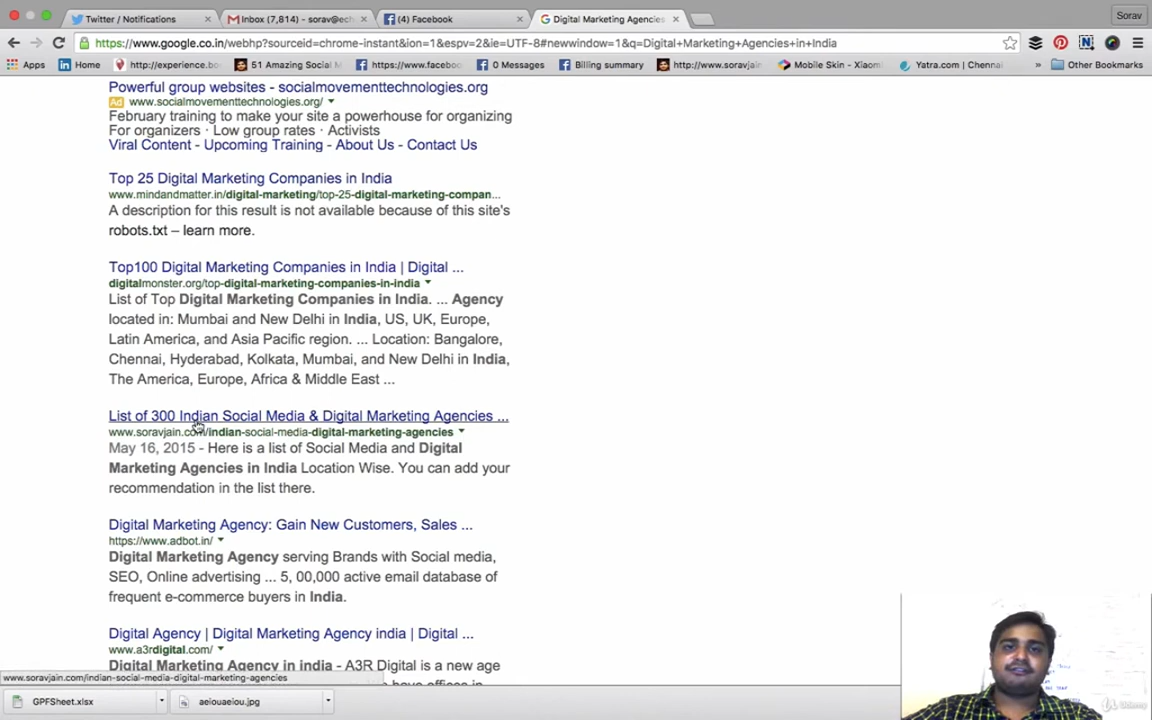 Twitter / Notifications
Inbox (7,814) - sorav@ech
(4) Facebook
Digital Marketing Agencies
Sorav
https://www.google.co.in/webhp?sourceid=chrome-instant&ion=1&espv=2&ie=UTF-8#newwindow=1&q=Digital+Marketing+Agencies+in+India
Apps
Home
http://experience.bo
51 Amazing Social M
https://www.facebo
0 Messages
Billing summary
http://www.soravjain
Mobile Skin - Xiaomi
Yatra.com | Chennai
»
Other Bookmarks
Powerful group websites - socialmovementtechnologies.org
Ad www.socialmovementtechnologies.org/
February training to make your site a powerhouse for organizing
For organizers · Low group rates · Activists
Viral Content - Upcoming Training - About Us - Contact Us
Top 25 Digital Marketing Companies in India
www.mindandmatter.in/digital-marketing/top-25-digital-marketing-compan...
A description for this result is not available because of this site's
robots.txt – learn more.
Top100 Digital Marketing Companies in India | Digital ...
digitalmonster.org/top-digital-marketing-companies-in-india
List of Top Digital Marketing Companies in India. ... Agency
located in: Mumbai and New Delhi in India, US, UK, Europe,
Latin America, and Asia Pacific region. ... Location: Bangalore,
Chennai, Hyderabad, Kolkata, Mumbai, and New Delhi in India,
The America, Europe, Africa & Middle East ...
List of 300 Indian Social Media & Digital Marketing Agencies ...
www.soravjain.com/indian-social-media-digital-marketing-agencies
May 16, 2015 - Here is a list of Social Media and Digital
Marketing Agencies in India Location Wise. You can add your
recommendation in the list there.
Digital Marketing Agency: Gain New Customers, Sales ...
https://www.adbot.in/
Digital Marketing Agency serving Brands with Social media,
SEO, Online advertising ... 5, 00,000 active email database of
frequent e-commerce buyers in India.
Digital Agency | Digital Marketing Agency india | Digital ...
www.a3rdigital.com/
Digital Marketing Agency in india - A3R Digital is a new age
www.soravjain.com/indian-social-media-digital-marketing-agencies
GPFSheet.xlsx
aeiouaeiou.jpg
Udemy